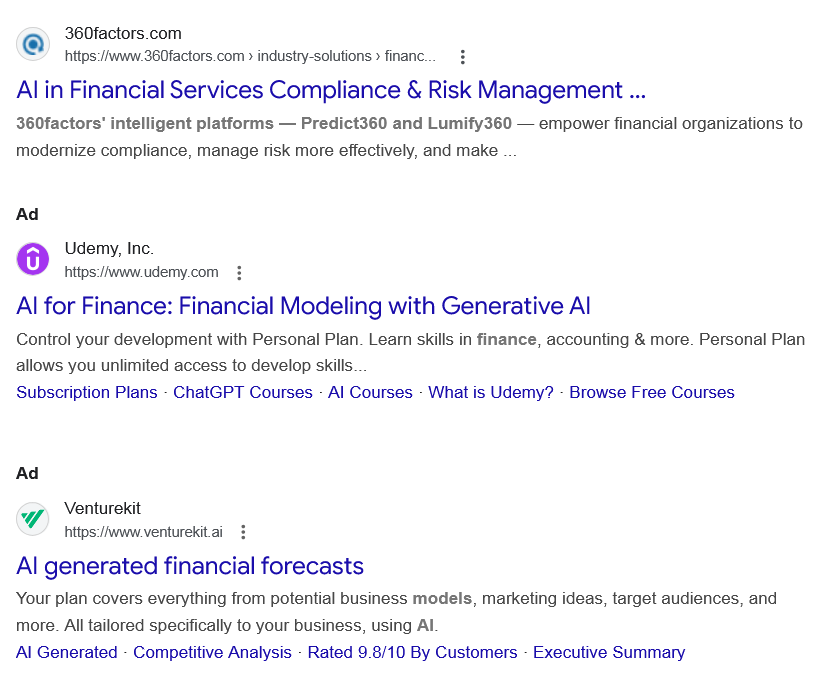 360factors.com
https://www.360factors.com › industry-solutions › financ...
AI in Financial Services Compliance & Risk Management ...
360factors' intelligent platforms — Predict360 and Lumify360 — empower financial organizations to
modernize compliance, manage risk more effectively, and make ...
Ad
Udemy, Inc.
https://www.udemy.com
AI for Finance: Financial Modeling with Generative AI
Control your development with Personal Plan. Learn skills in finance, accounting & more. Personal Plan
allows you unlimited access to develop skills...
Subscription Plans · ChatGPT Courses · AI Courses · What is Udemy? · Browse Free Courses
Ad
Venturekit
https://www.venturekit.ai
AI generated financial forecasts
Your plan covers everything from potential business models, marketing ideas, target audiences, and
more. All tailored specifically to your business, using AI.
AI Generated · Competitive Analysis · Rated 9.8/10 By Customers · Executive Summary